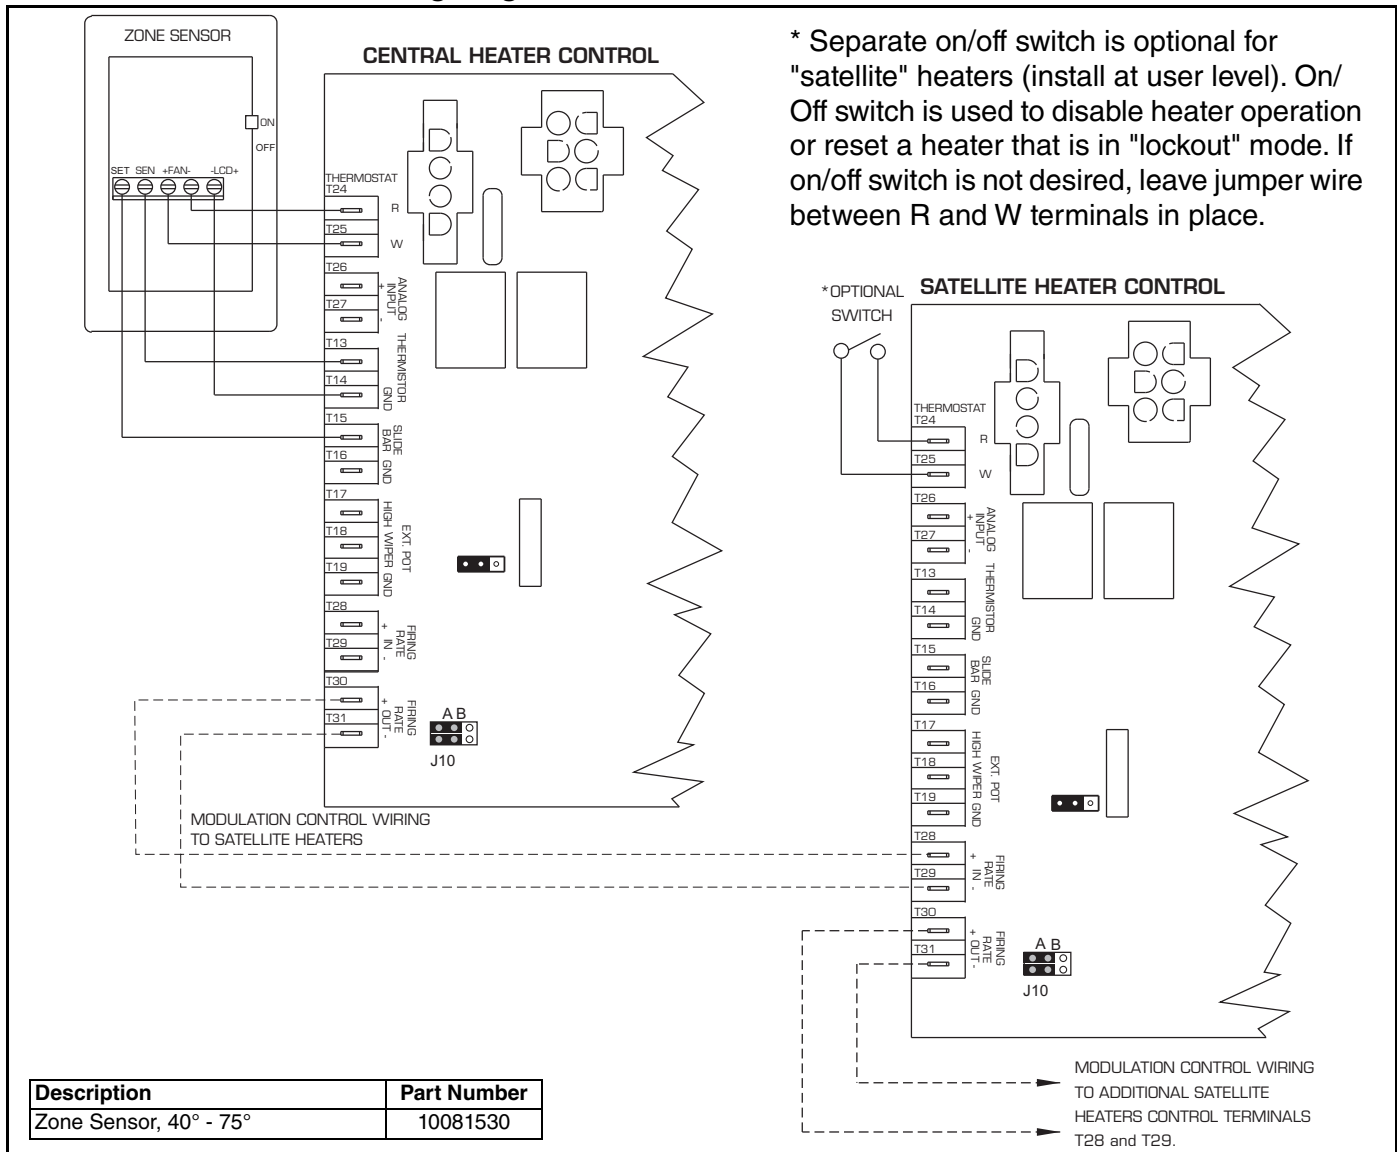 ZONE SENSOR
ON
OFF
SET SEN +FAN- -LCD+
CENTRAL HEATER CONTROL
THERMOSTAT
T24
R
T25
W
T26
+
ANALOG
INPUT
T27
-
T13
THERMISTOR
T14
GND
T15
SLIDE
BAR
T16
GND
T17
HIGH
T18
WIPER
EXT. POT
T19
GND
T28
+
FIRING
RATE
IN
T29
-
T30
+
FIRING
RATE
OUT
T31
-
A B
J10
MODULATION CONTROL WIRING
TO SATELLITE HEATERS
* Separate on/off switch is optional for
"satellite" heaters (install at user level). On/
Off switch is used to disable heater operation
or reset a heater that is in "lockout" mode. If
on/off switch is not desired, leave jumper wire
between R and W terminals in place.
*OPTIONAL
SWITCH
SATELLITE HEATER CONTROL
THERMOSTAT
T24
R
T25
W
T26
+
ANALOG
INPUT
T27
-
T13
THERMISTOR
T14
GND
T15
SLIDE
BAR
T16
GND
T17
HIGH
T18
WIPER
EXT. POT
T19
GND
T28
+
FIRING
RATE
IN
T29
-
T30
+
FIRING
RATE
OUT
T31
-
A B
J10
MODULATION CONTROL WIRING
TO ADDITIONAL SATELLITE
HEATERS CONTROL TERMINALS
T28 and T29.
Description Part Number
Zone Sensor, 40° - 75° 10081530